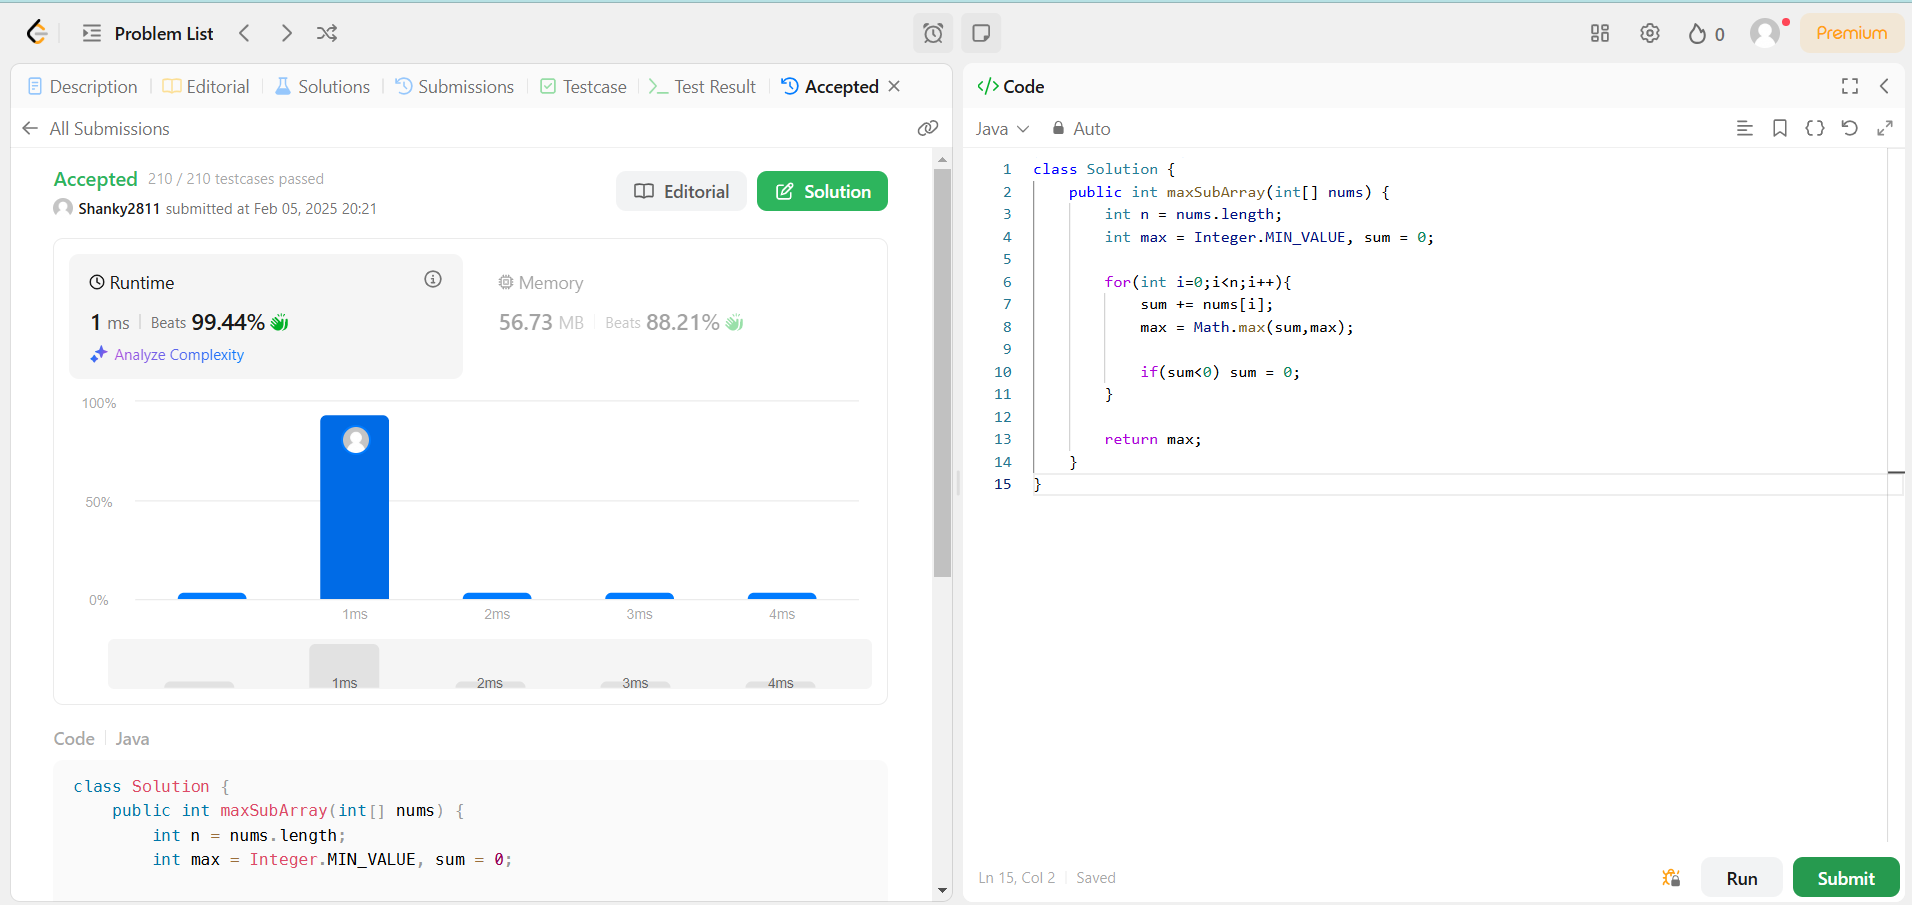 Problem List
0
Premium
Description
Editorial
Solutions
Submissions
Testcase
Test Result
Accepted
All Submissions
Accepted 210 / 210 testcases passed
Shanky2811 submitted at Feb 05, 2025 20:21
Editorial
Solution
Runtime
1 ms Beats 99.44%
Analyze Complexity
Memory
56.73 MB Beats 88.21%
100%
50%
0%
1ms 2ms 3ms 4ms
1ms 2ms 3ms 4ms
Code Java
class Solution {
    public int maxSubArray(int[] nums) {
        int n = nums.length;
        int max = Integer.MIN_VALUE, sum = 0;
</> Code
Java
Auto
1 class Solution {
2     public int maxSubArray(int[] nums) {
3         int n = nums.length;
4         int max = Integer.MIN_VALUE, sum = 0;
5
6         for(int i=0;i<n;i++){
7             sum += nums[i];
8             max = Math.max(sum,max);
9
10             if(sum<0) sum = 0;
11         }
12
13         return max;
14     }
15 }
Ln 15, Col 2 Saved
Run
Submit